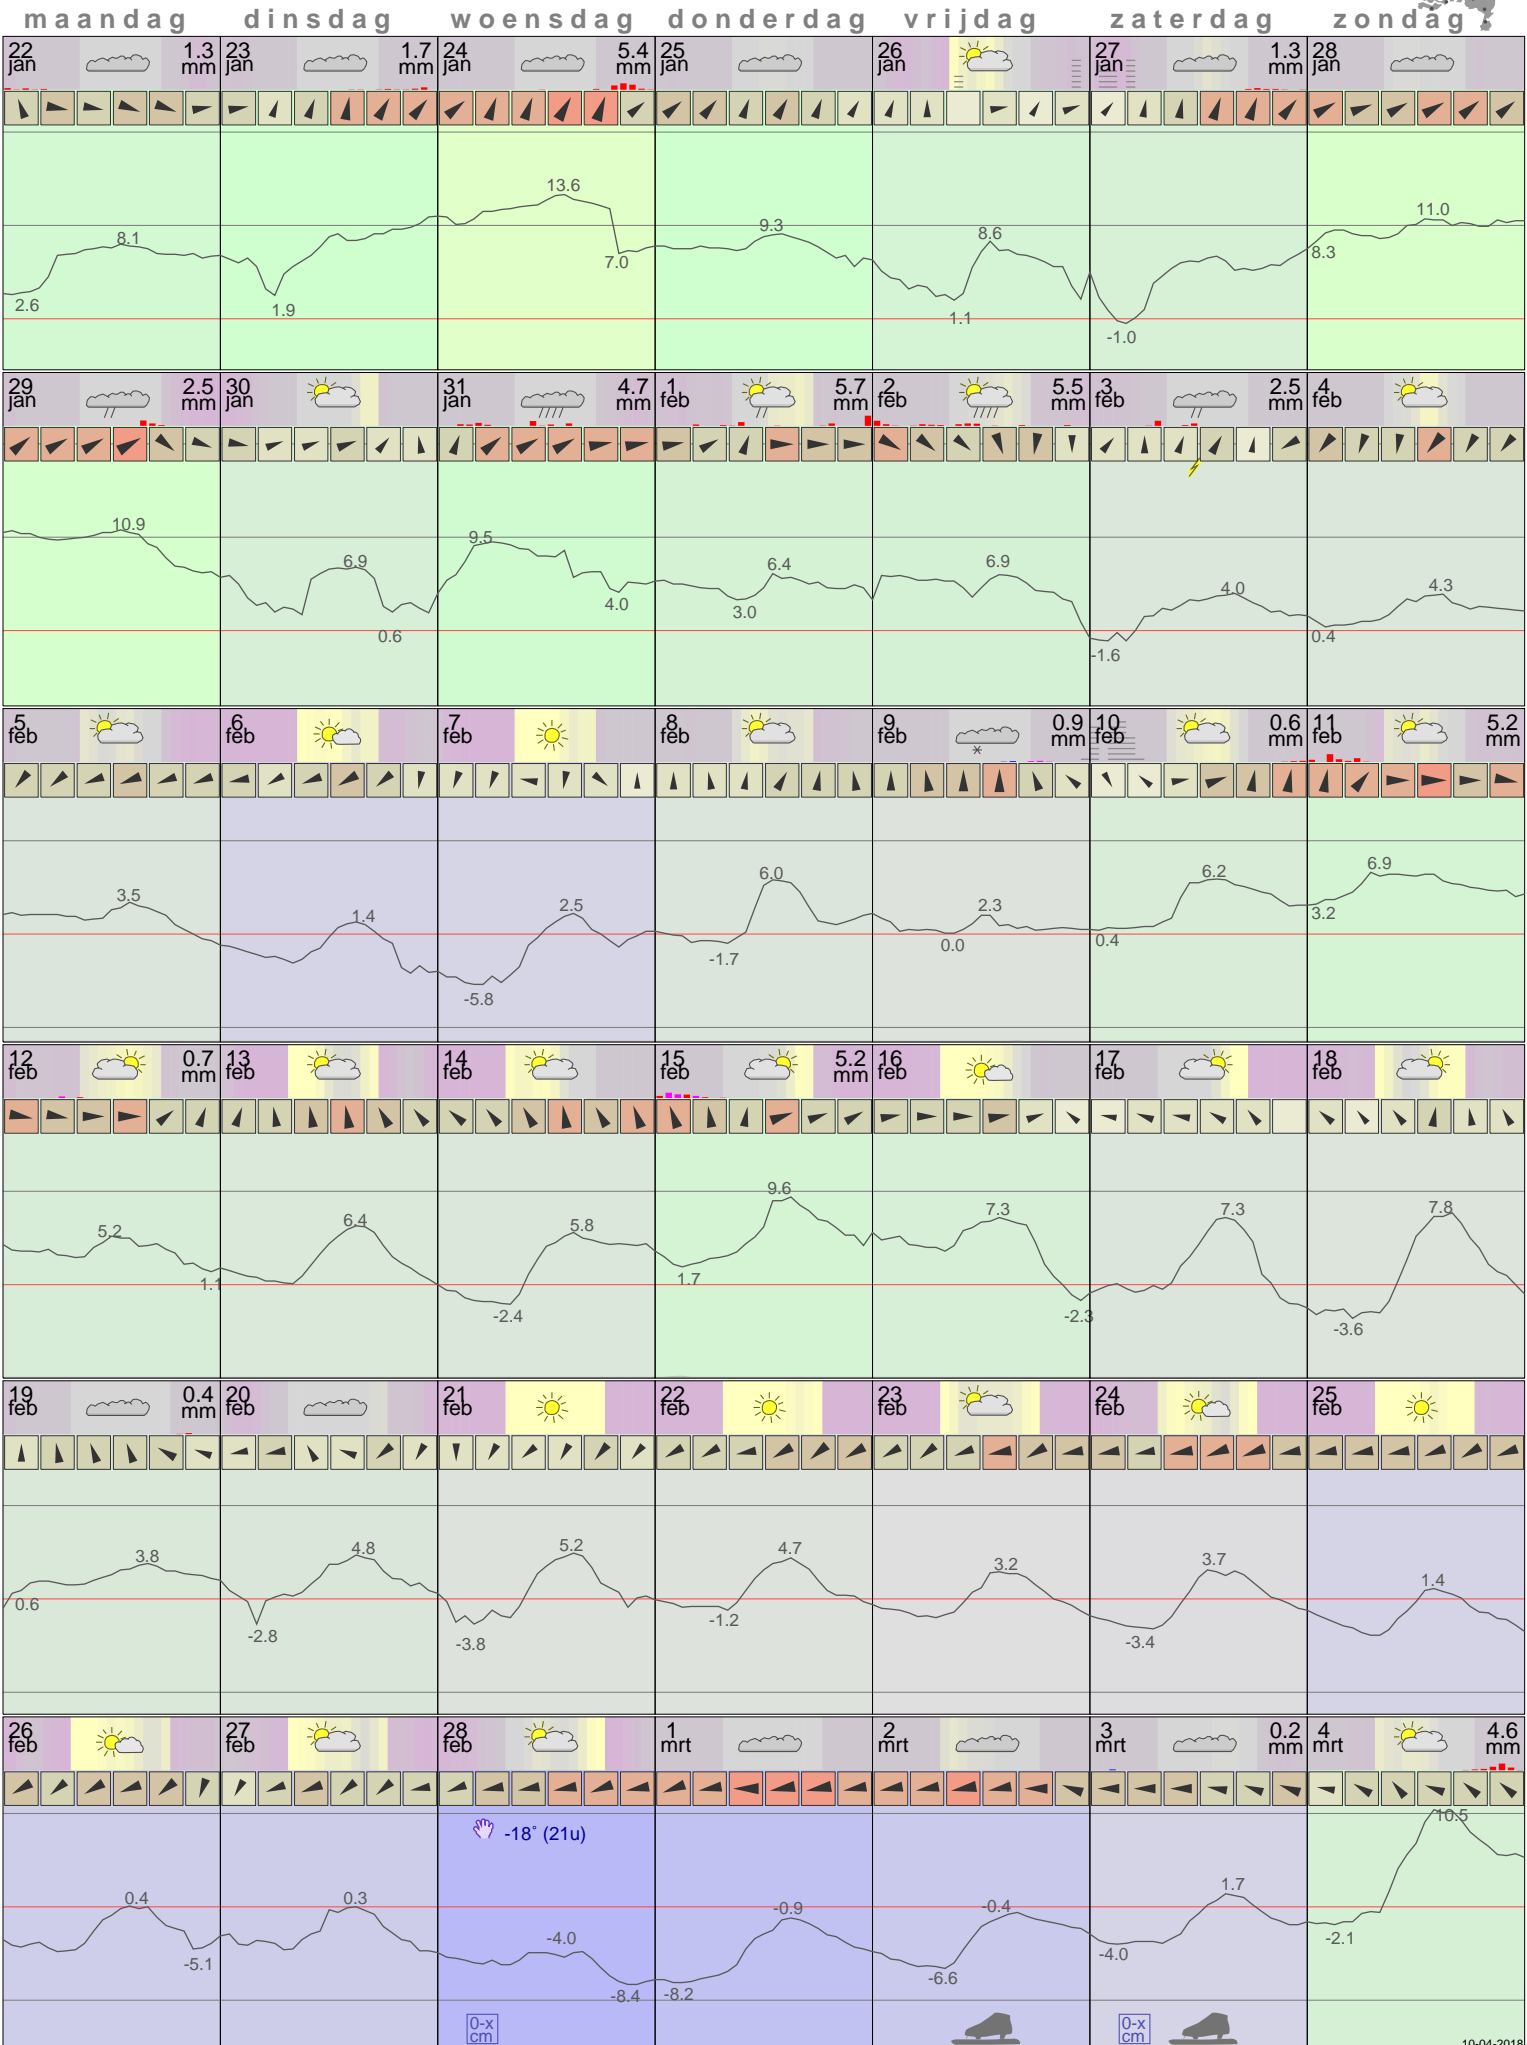 maandag dinsdag woensdag donderdag vrijdag zaterdag zondag
22 1.3 23 1.7 24 5.4 25 26 27 1.3 28
jan mm jan mm jan mm jan jan jan mm jan
13.6
8.1 9.3 8.6 11.0
7.0 8.3
2.6 1.9 1.1 -1.0
29 2.5 30 31 4.7 1 5.7 2 5.5 3 2.5 4
jan mm jan jan mm feb mm feb mm feb mm feb
10.9 9.5
6.9 6.4 6.9
4.0 3.0 4.0 4.3
0.6 -1.6 0.4
5 6 7 8 9 0.9 10 0.6 11 5.2
feb feb feb feb feb mm feb mm feb mm
3.5 1.4 2.5 6.0 2.3 6.2 6.9
-5.8 -1.7 0.0 0.4 3.2
12 0.7 13 14 15 5.2 16 17 18
feb mm feb feb feb mm feb feb feb
5.2 6.4 5.8 9.6 7.3 7.3 7.8
1.1 -2.4 1.7 -2.3 -3.6
19 0.4 20 21 22 23 24 25
feb mm feb feb feb feb feb feb
3.8 4.8 5.2 4.7 3.2 3.7 1.4
0.6 -2.8 -3.8 -1.2 -3.4
26 27 28 1 2 3 0.2 4 4.6
feb feb feb mrt mrt mrt mm mrt mm
-18° (21u) 10.5
0.4 0.3 -4.0 -0.9 -0.4 1.7
-5.1 -8.4 -8.2 -6.6 -4.0 -2.1
0-x 0-x
cm cm
10-04-2018